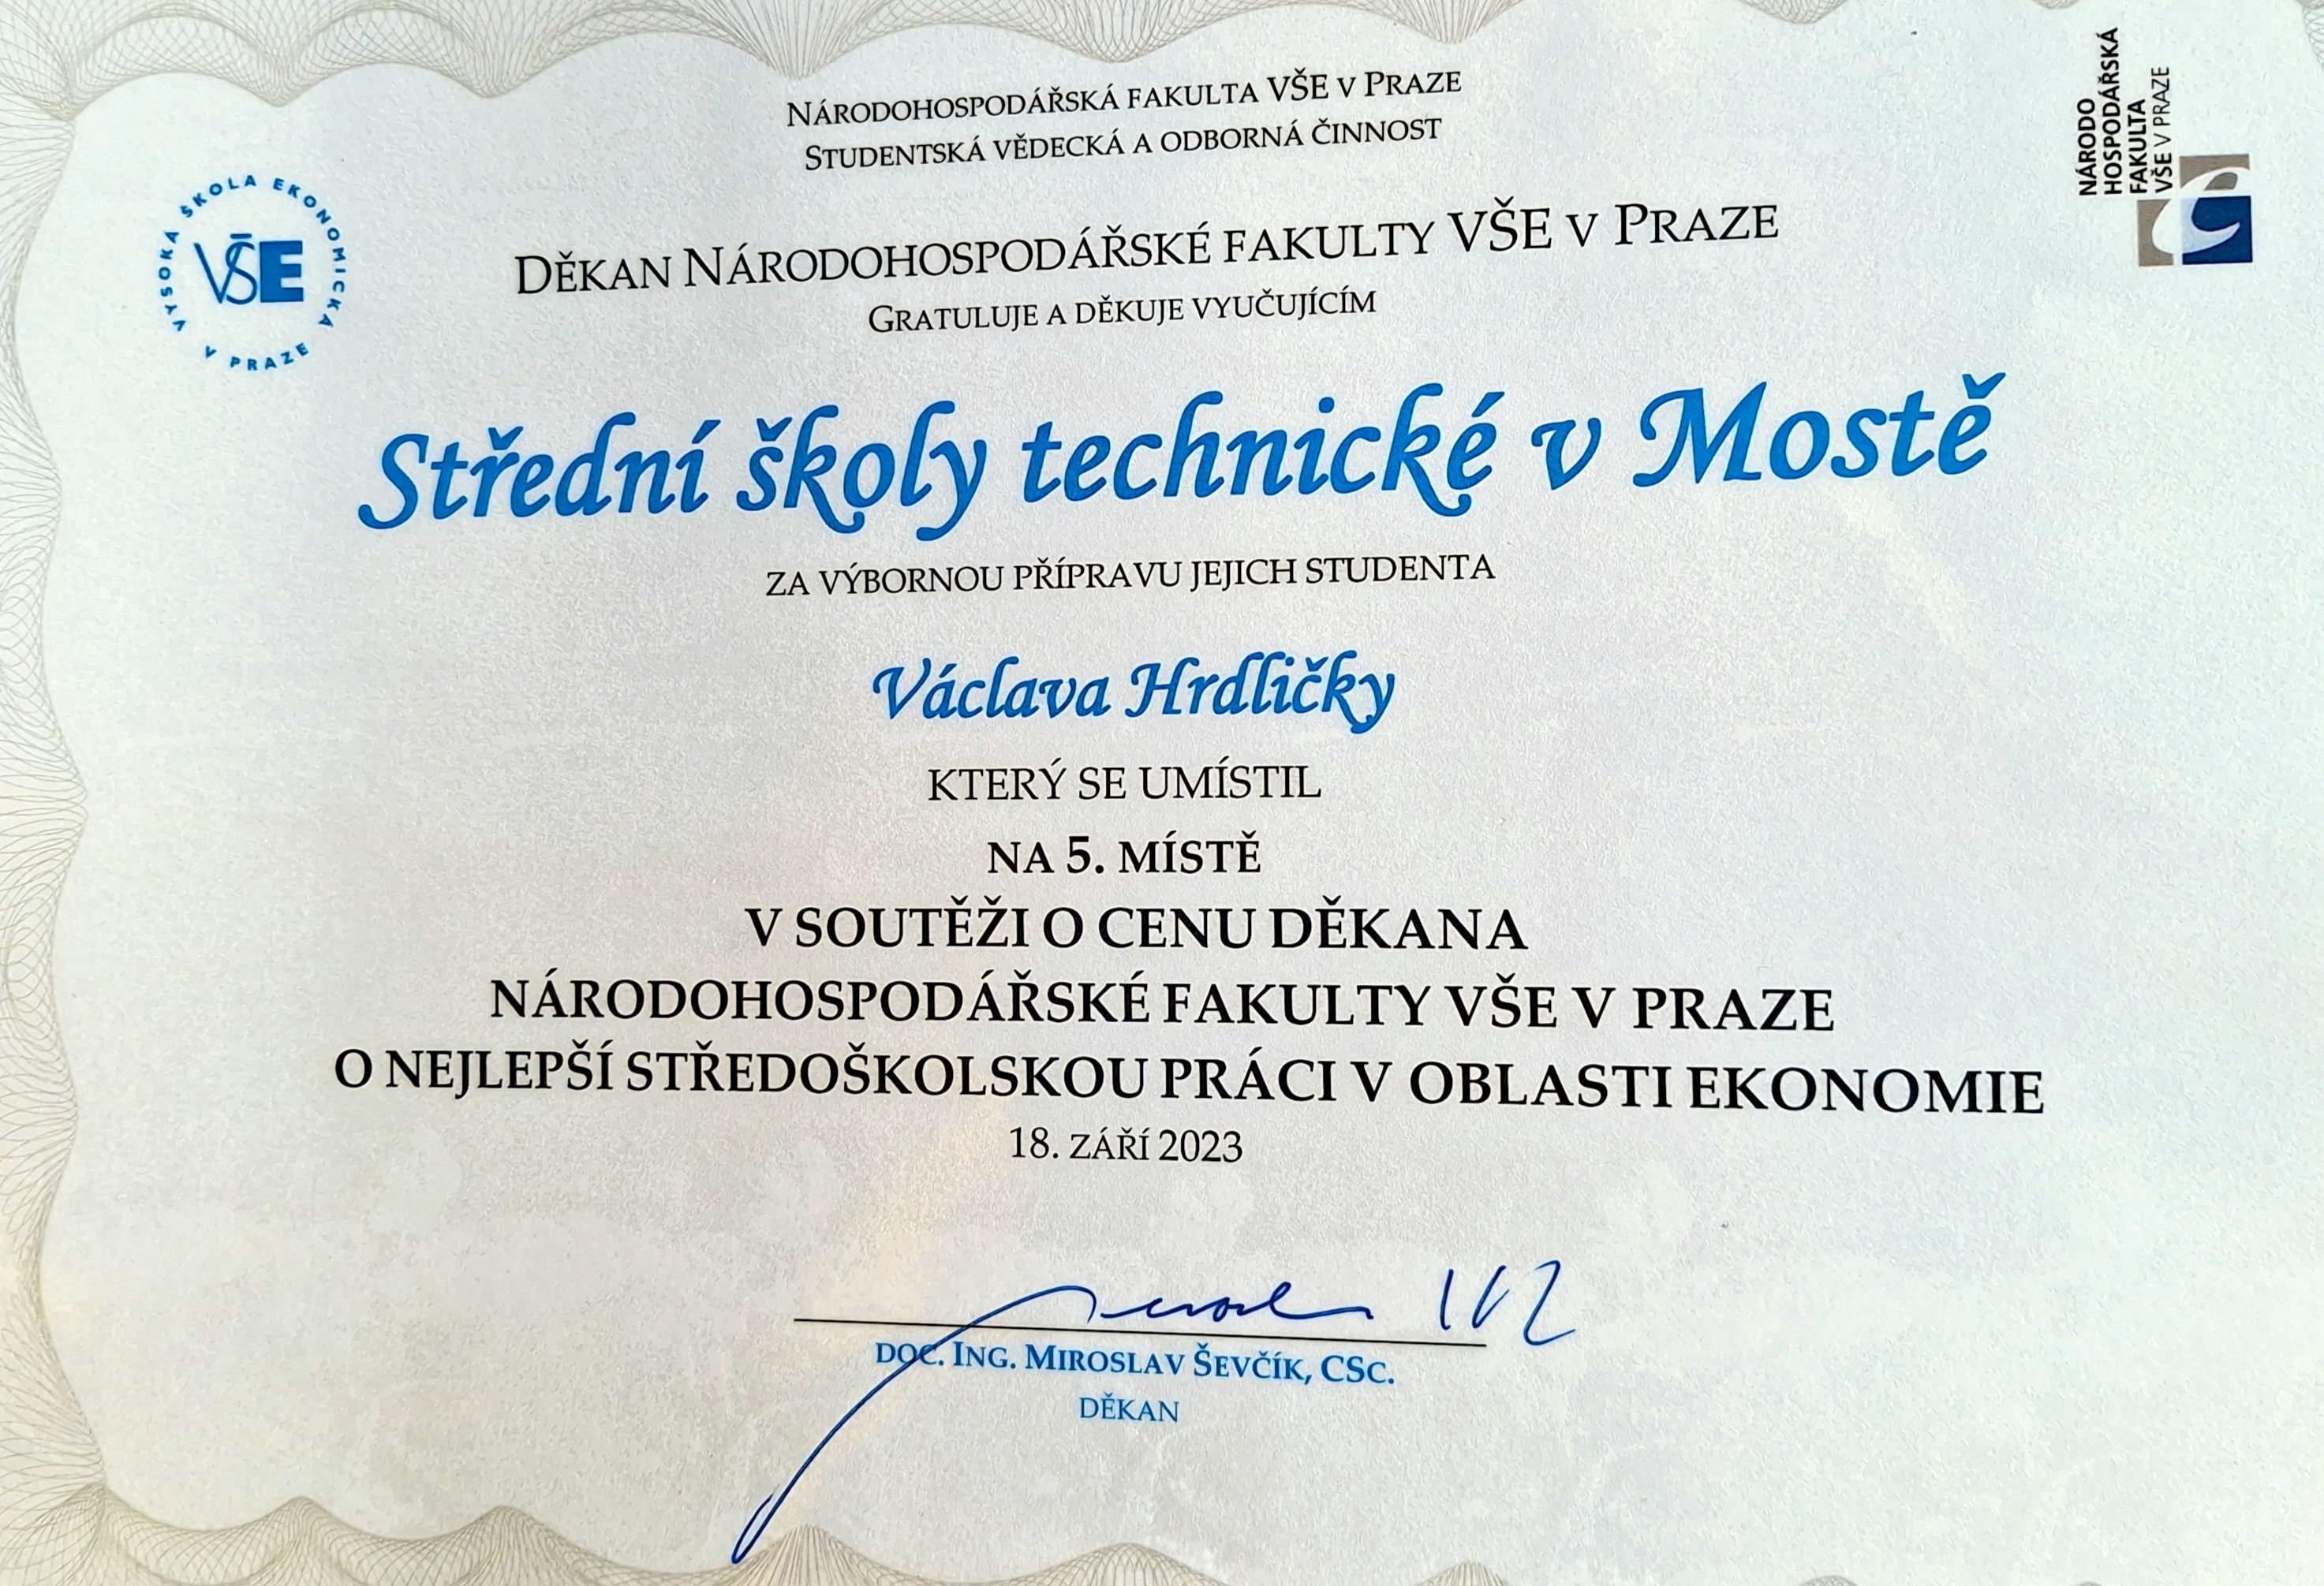 Národohospodářská fakulta VŠE v Praze
Studentská vědecká a odborná činnost
VYSOKÁ ŠKOLA EKONOMICKÁ V PRAZE
VŠE
NÁRODO
HOSPODÁŘSKÁ
FAKULTA
VŠE V PRAZE
Děkan Národohospodářské fakulty VŠE v Praze
Gratuluje a děkuje vyučujícím
Střední školy technické v Mostě
za výbornou přípravu jejich studenta
Václava Hrdličky
který se umístil
na 5. místě
V SOUTĚŽI O CENU DĚKANA
NÁRODOHOSPODÁŘSKÉ FAKULTY VŠE V PRAZE
O NEJLEPŠÍ STŘEDOŠKOLSKOU PRÁCI V OBLASTI EKONOMIE
18. září 2023
doc. Ing. Miroslav Ševčík, CSc.
děkan